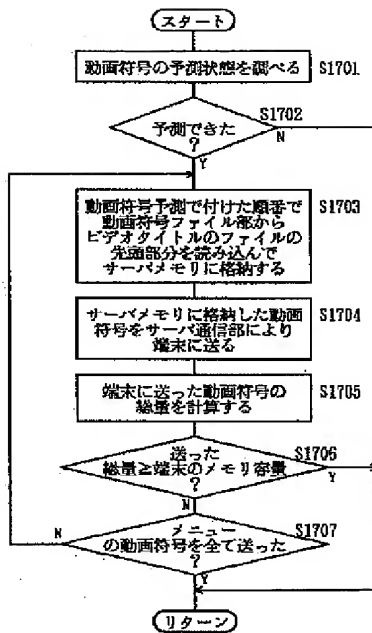 スタート
動画符号の予測状態を調べる
S1701
S1702
予測できた
?
N
Y
動画符号予測で付けた順番で
動画符号ファイル部から
ビデオタイトルのファイルの
先頭部分を読み込んで
サーバメモリに格納する
S1703
サーバメモリに格納した動画
符号をサーバ通信部により
端末に送る
S1704
端末に送った動画符号の
総量を計算する
S1705
送った
S1706
総量≧端末のメモリ容量
?
Y
N
メニュー
S1707
の動画符号を全て送った
?
N
Y
リターン